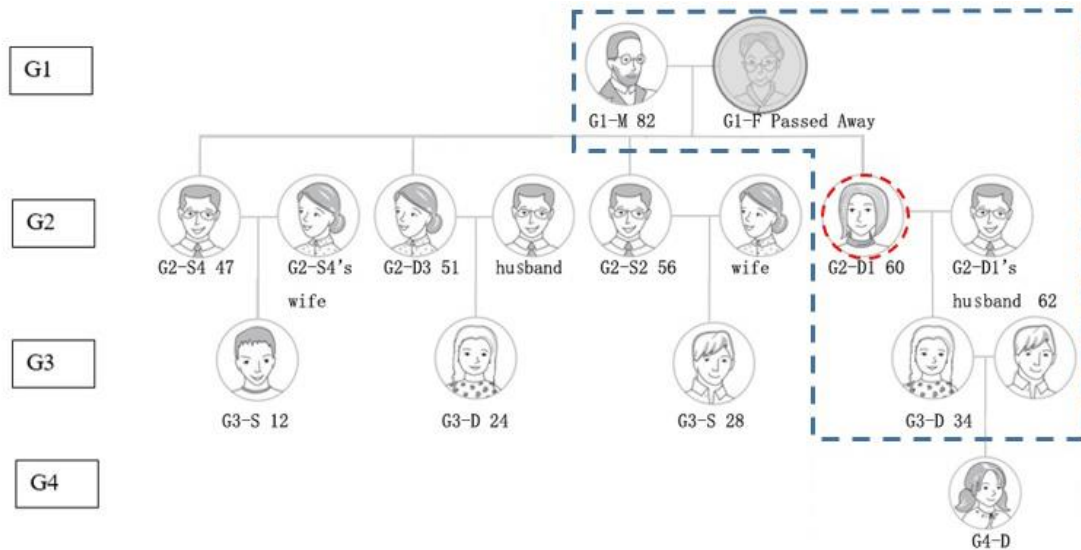 G1
G1-M 82 G1-F Passed Away
G2
G2-S4 47 G2-S4's G2-D3 51 husband G2-S2 56 wife G2-D1 60 G2-D1's
wife husband 62
G3
G3-S 12 G3-D 24 G3-S 28 G3-D 34
G4
G4-D